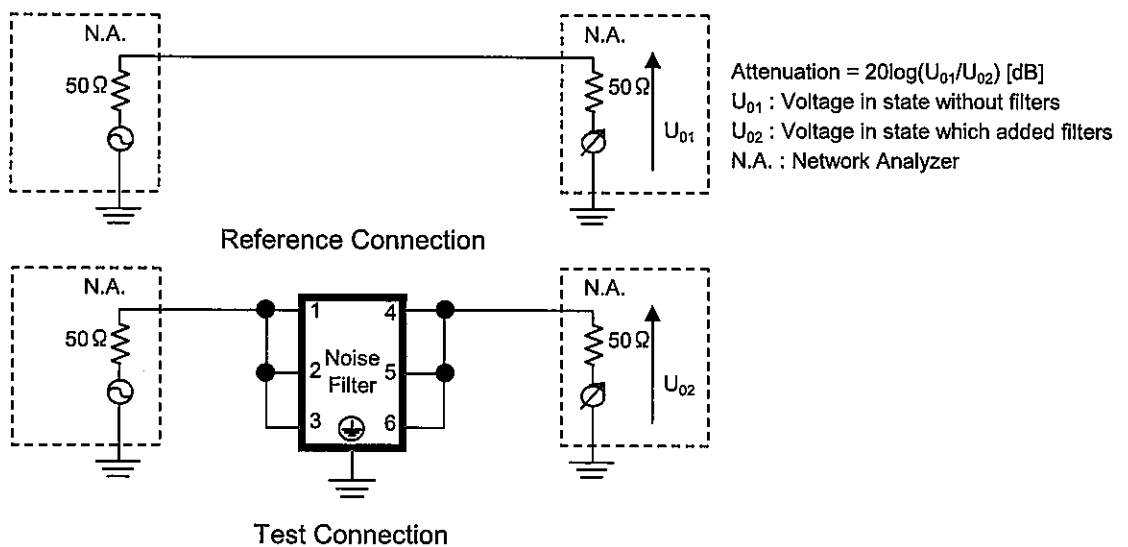 N.A.
50Ω
N.A.
50Ω
U01
Attenuation = 20log(U01/U02) [dB]
U01 : Voltage in state without filters
U02 : Voltage in state which added filters
N.A. : Network Analyzer
Reference Connection
N.A.
50Ω
1
4
2
Noise
Filter
5
3
6
N.A.
50Ω
U02
Test Connection